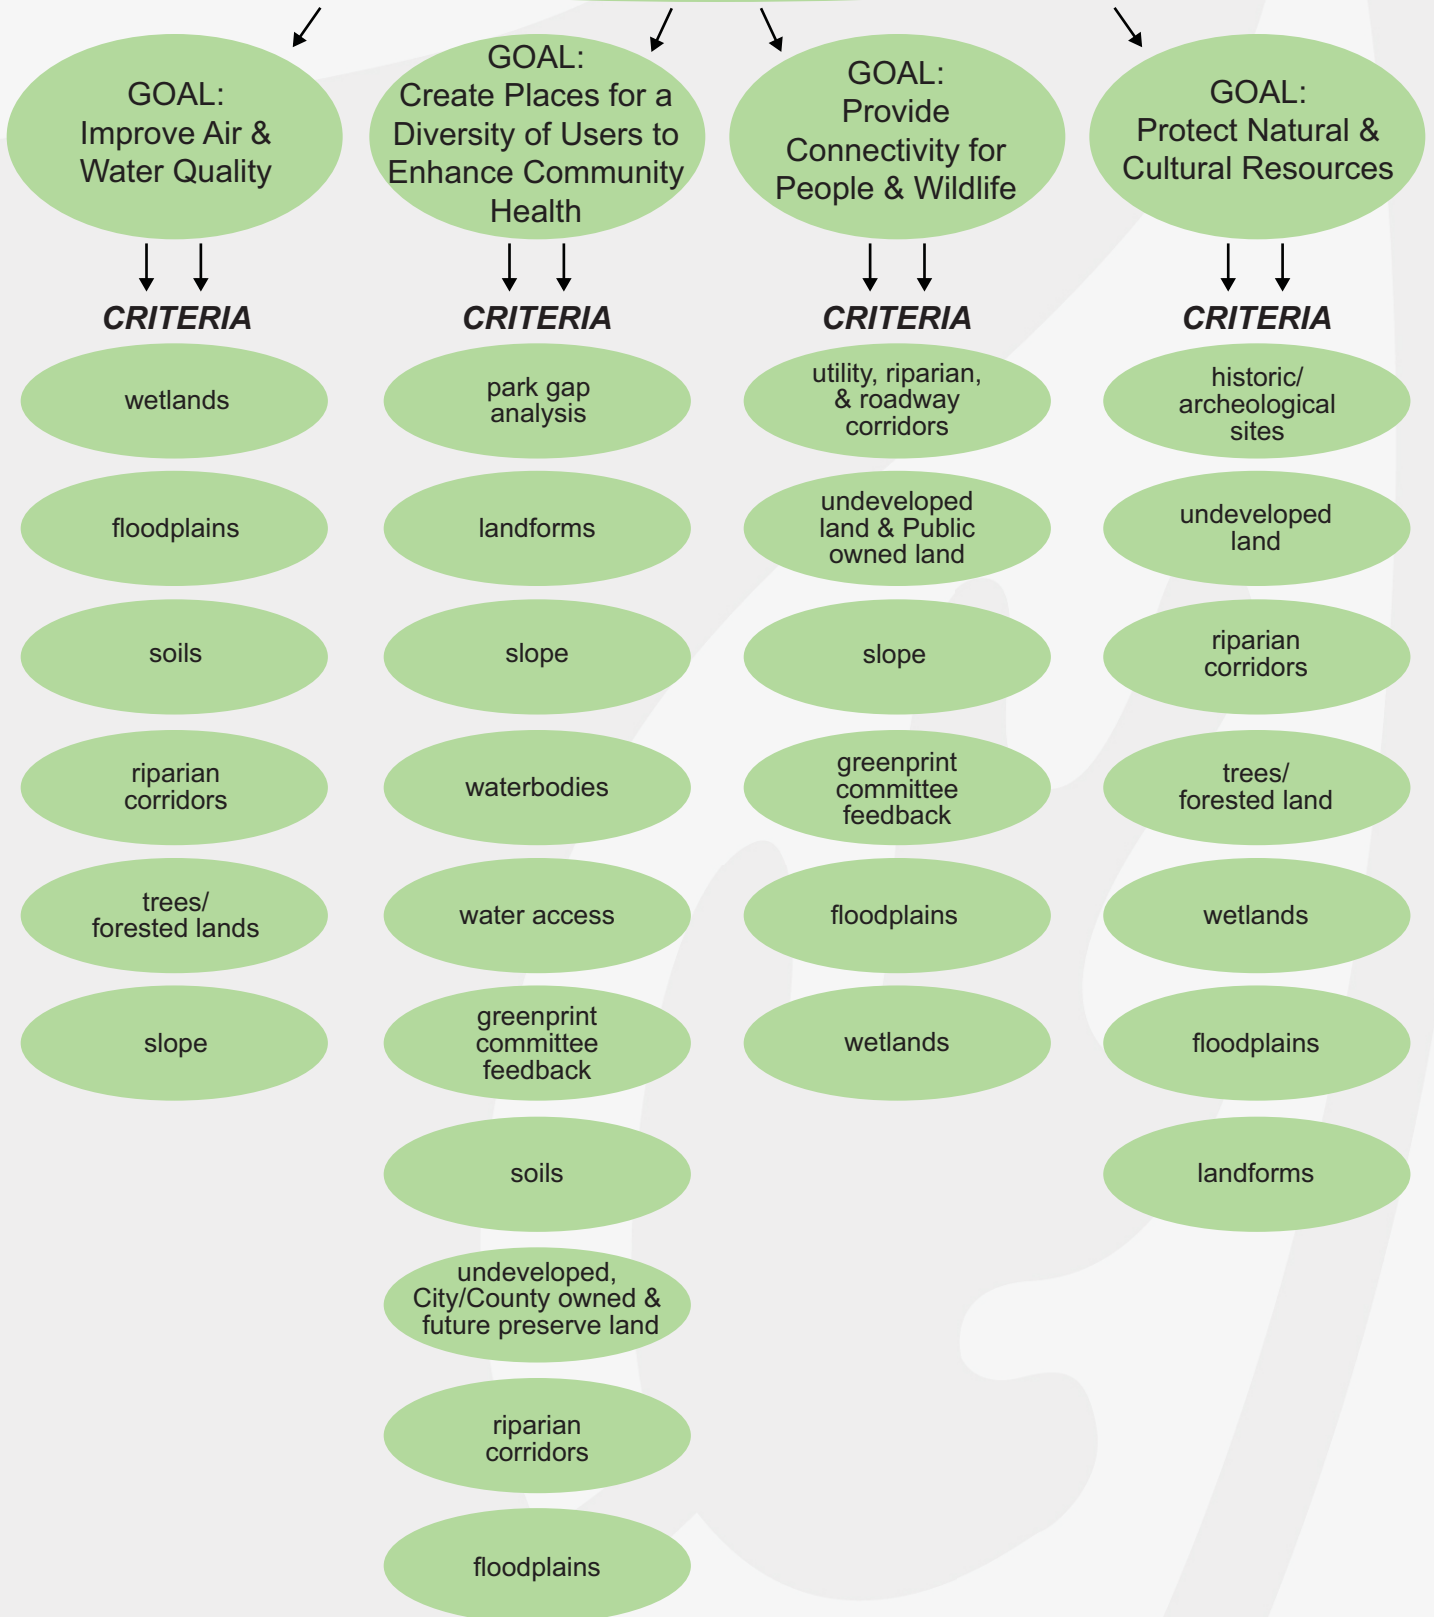 GOAL:
Improve Air &
Water Quality
GOAL:
Create Places for a
Diversity of Users to
Enhance Community
Health
GOAL:
Provide
Connectivity for
People & Wildlife
GOAL:
Protect Natural &
Cultural Resources
CRITERIA
wetlands
floodplains
soils
riparian
corridors
trees/
forested lands
slope
CRITERIA
park gap
analysis
landforms
slope
waterbodies
water access
greenprint
committee
feedback
soils
undeveloped,
City/County owned &
future preserve land
riparian
corridors
floodplains
CRITERIA
utility, riparian,
& roadway
corridors
undeveloped
land & Public
owned land
slope
greenprint
committee
feedback
floodplains
wetlands
CRITERIA
historic/
archeological
sites
undeveloped
land
riparian
corridors
trees/
forested land
wetlands
floodplains
landforms